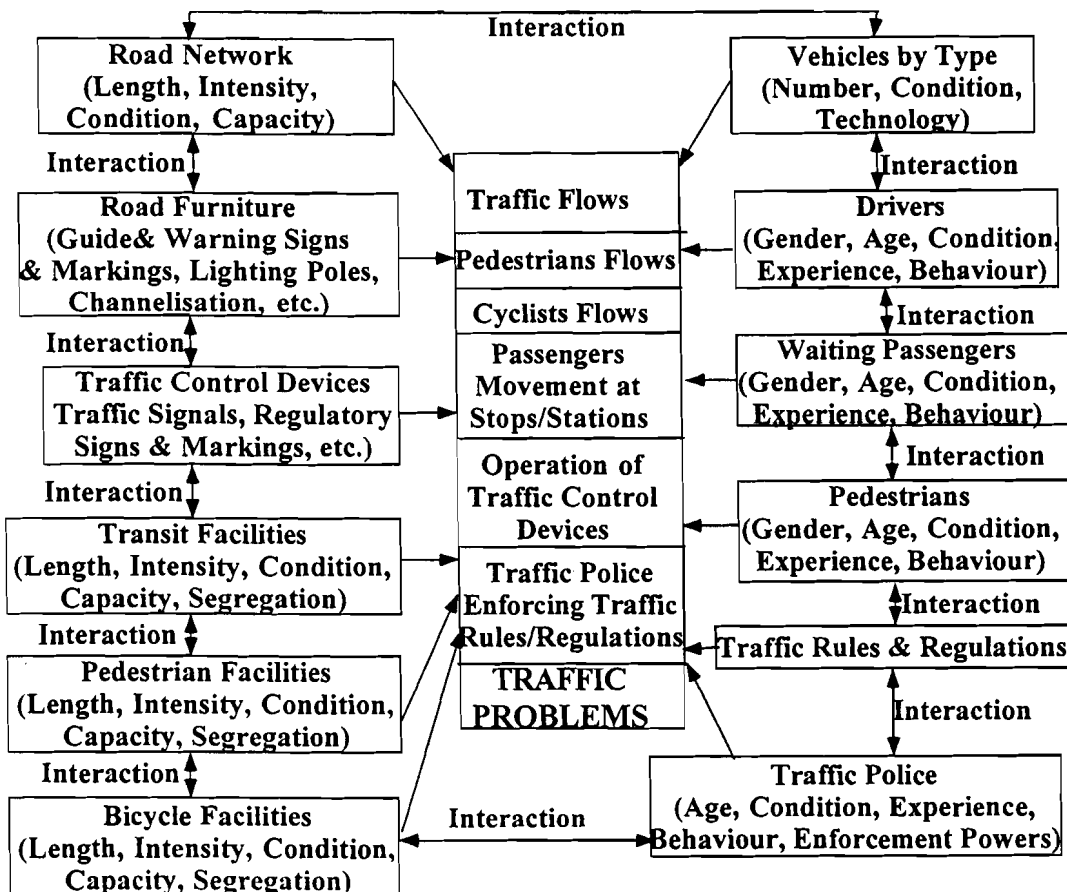 Interaction
Road Network
(Length, Intensity,
Condition, Capacity)
Interaction
Road Furniture
(Guide& Warning Signs
& Markings, Lighting Poles,
Channelisation, etc.)
Interaction
Traffic Control Devices
Traffic Signals, Regulatory
Signs & Markings, etc.)
Interaction
Transit Facilities
(Length, Intensity, Condition,
Capacity, Segregation)
Interaction
Pedestrian Facilities
(Length, Intensity, Condition,
Capacity, Segregation)
Interaction
Bicycle Facilities
(Length, Intensity, Condition,
Capacity, Segregation)
Traffic Flows
Pedestrians Flows
Cyclists Flows
Passengers
Movement at
Stops/Stations
Operation of
Traffic Control
Devices
Traffic Police
Enforcing Traffic
Rules/Regulations
TRAFFIC
PROBLEMS
Interaction
Vehicles by Type
(Number, Condition,
Technology)
Interaction
Drivers
(Gender, Age, Condition,
Experience, Behaviour)
Interaction
Waiting Passengers
(Gender, Age, Condition,
Experience, Behaviour)
Interaction
Pedestrians
(Gender, Age, Condition,
Experience, Behaviour)
Interaction
Traffic Rules & Regulations
Interaction
Traffic Police
(Age, Condition, Experience,
Behaviour, Enforcement Powers)